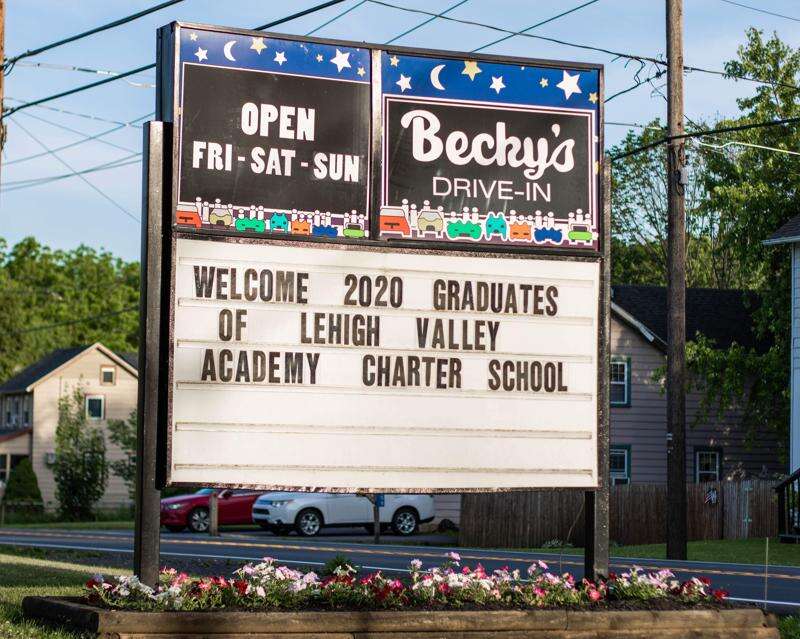 OPEN
FRI - SAT - SUN
Becky's
DRIVE-IN
WELCOME 2020 GRADUATES
OF LEHIGH VALLEY
ACADEMY CHARTER SCHOOL